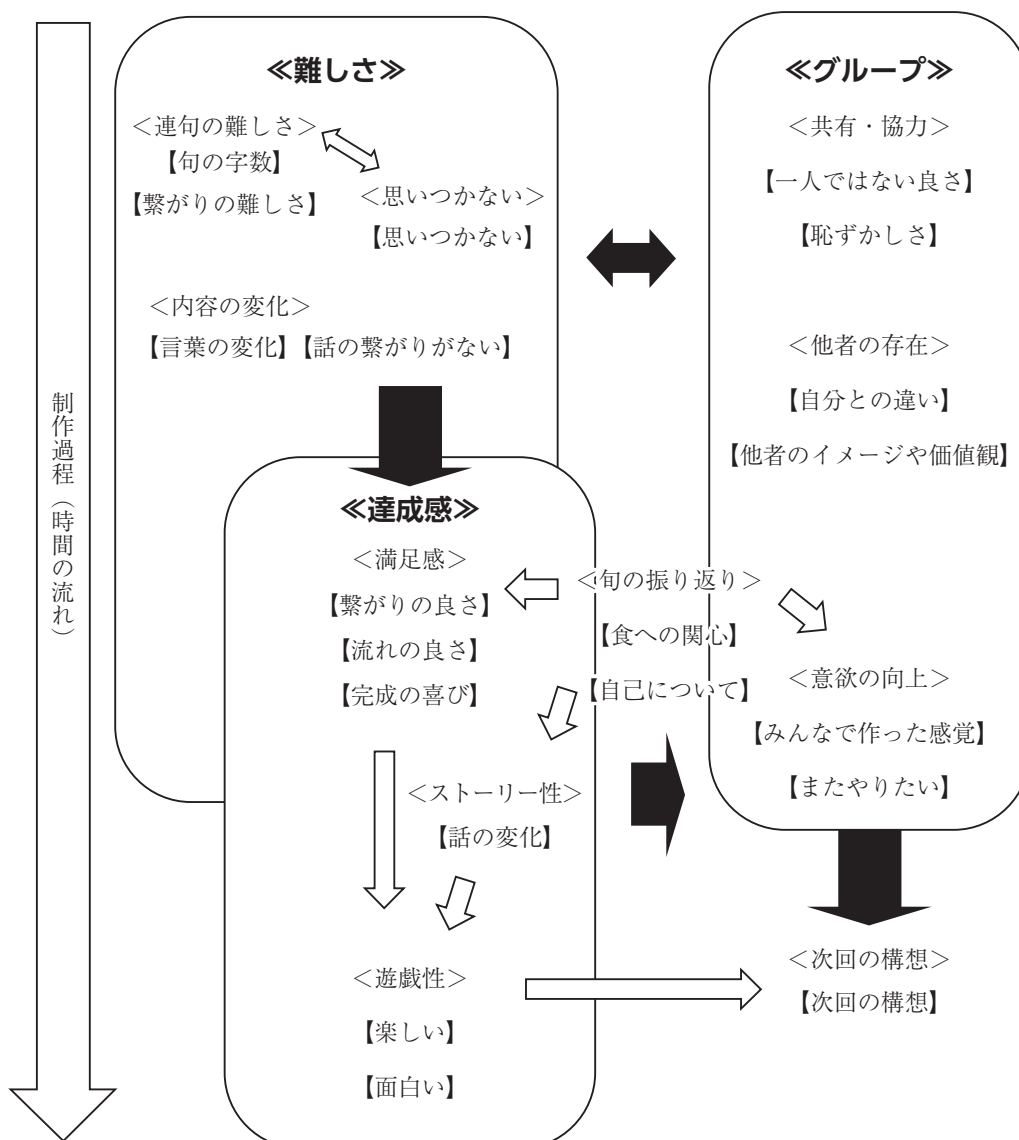 制作過程（時間の流れ）
≪難しさ≫
＜連句の難しさ＞
【句の字数】
【繋がりの難しさ】
＜思いつかない＞
【思いつかない】
＜内容の変化＞
【言葉の変化】【話の繋がりがない】
≪達成感≫
＜満足感＞
【繋がりの良さ】
【流れの良さ】
【完成の喜び】
＜旬の振り返り＞
【食への関心】
【自己について】
＜ストーリー性＞
【話の変化】
＜遊戯性＞
【楽しい】
【面白い】
≪グループ≫
＜共有・協力＞
【一人ではない良さ】
【恥ずかしさ】
＜他者の存在＞
【自分との違い】
【他者のイメージや価値観】
＜意欲の向上＞
【みんなで作った感覚】
【またやりたい】
＜次回の構想＞
【次回の構想】